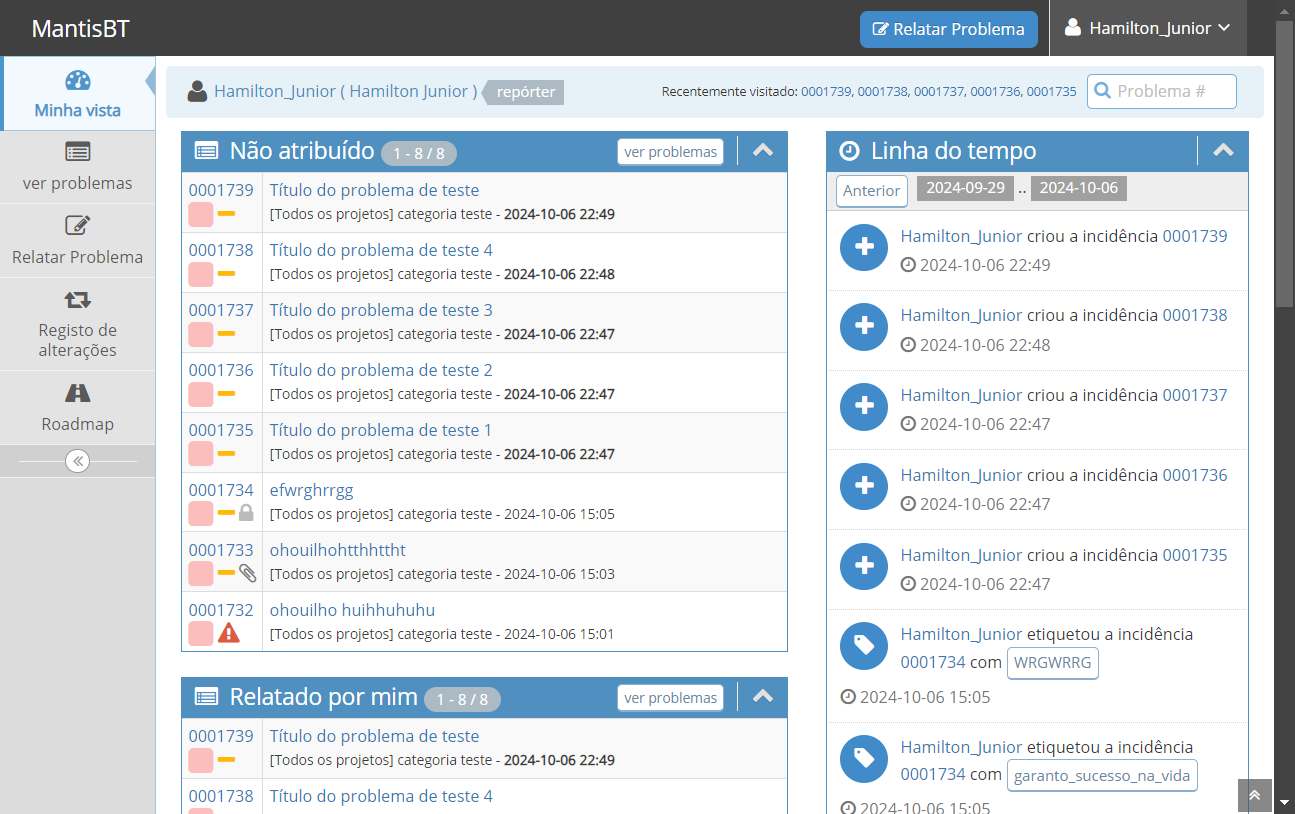 MantisBT
Relatar Problema
Hamilton_Junior
Minha vista
ver problemas
Relatar Problema
Registo de
alterações
Roadmap
Hamilton_Junior ( Hamilton Junior )
repórter
Recentemente visitado: 0001739, 0001738, 0001737, 0001736, 0001735
Problema #
Não atribuído 1 - 8 / 8
ver problemas
0001739 Título do problema de teste
[Todos os projetos] categoria teste - 2024-10-06 22:49
0001738 Título do problema de teste 4
[Todos os projetos] categoria teste - 2024-10-06 22:48
0001737 Título do problema de teste 3
[Todos os projetos] categoria teste - 2024-10-06 22:47
0001736 Título do problema de teste 2
[Todos os projetos] categoria teste - 2024-10-06 22:47
0001735 Título do problema de teste 1
[Todos os projetos] categoria teste - 2024-10-06 22:47
0001734 efwrghrrgg
[Todos os projetos] categoria teste - 2024-10-06 15:05
0001733 ohouilhohtthhttht
[Todos os projetos] categoria teste - 2024-10-06 15:03
0001732 ohouilho huihhuhuhu
[Todos os projetos] categoria teste - 2024-10-06 15:01
Relatado por mim 1 - 8 / 8
ver problemas
0001739 Título do problema de teste
[Todos os projetos] categoria teste - 2024-10-06 22:49
0001738 Título do problema de teste 4
Linha do tempo
Anterior 2024-09-29 .. 2024-10-06
Hamilton_Junior criou a incidência 0001739
2024-10-06 22:49
Hamilton_Junior criou a incidência 0001738
2024-10-06 22:48
Hamilton_Junior criou a incidência 0001737
2024-10-06 22:47
Hamilton_Junior criou a incidência 0001736
2024-10-06 22:47
Hamilton_Junior criou a incidência 0001735
2024-10-06 22:47
Hamilton_Junior etiquetou a incidência
0001734 com WRGWRRG
2024-10-06 15:05
Hamilton_Junior etiquetou a incidência
0001734 com garanto_sucesso_na_vida
2024-10-06 15:05